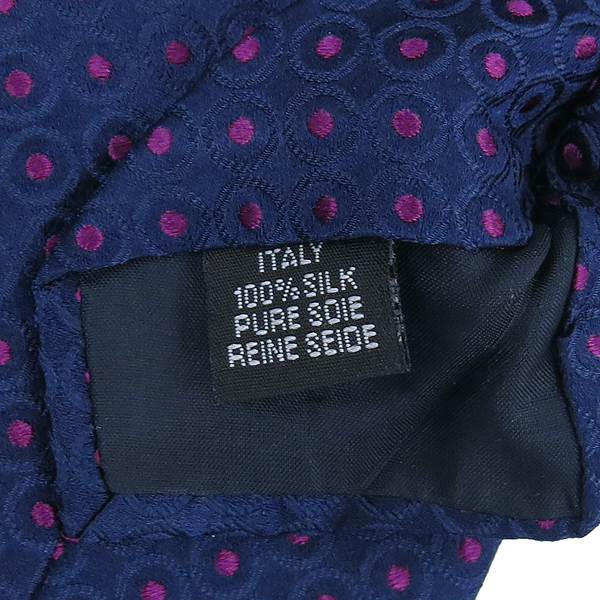 ITALY
100% SILK
PURE SOIE
REINE SEIDE